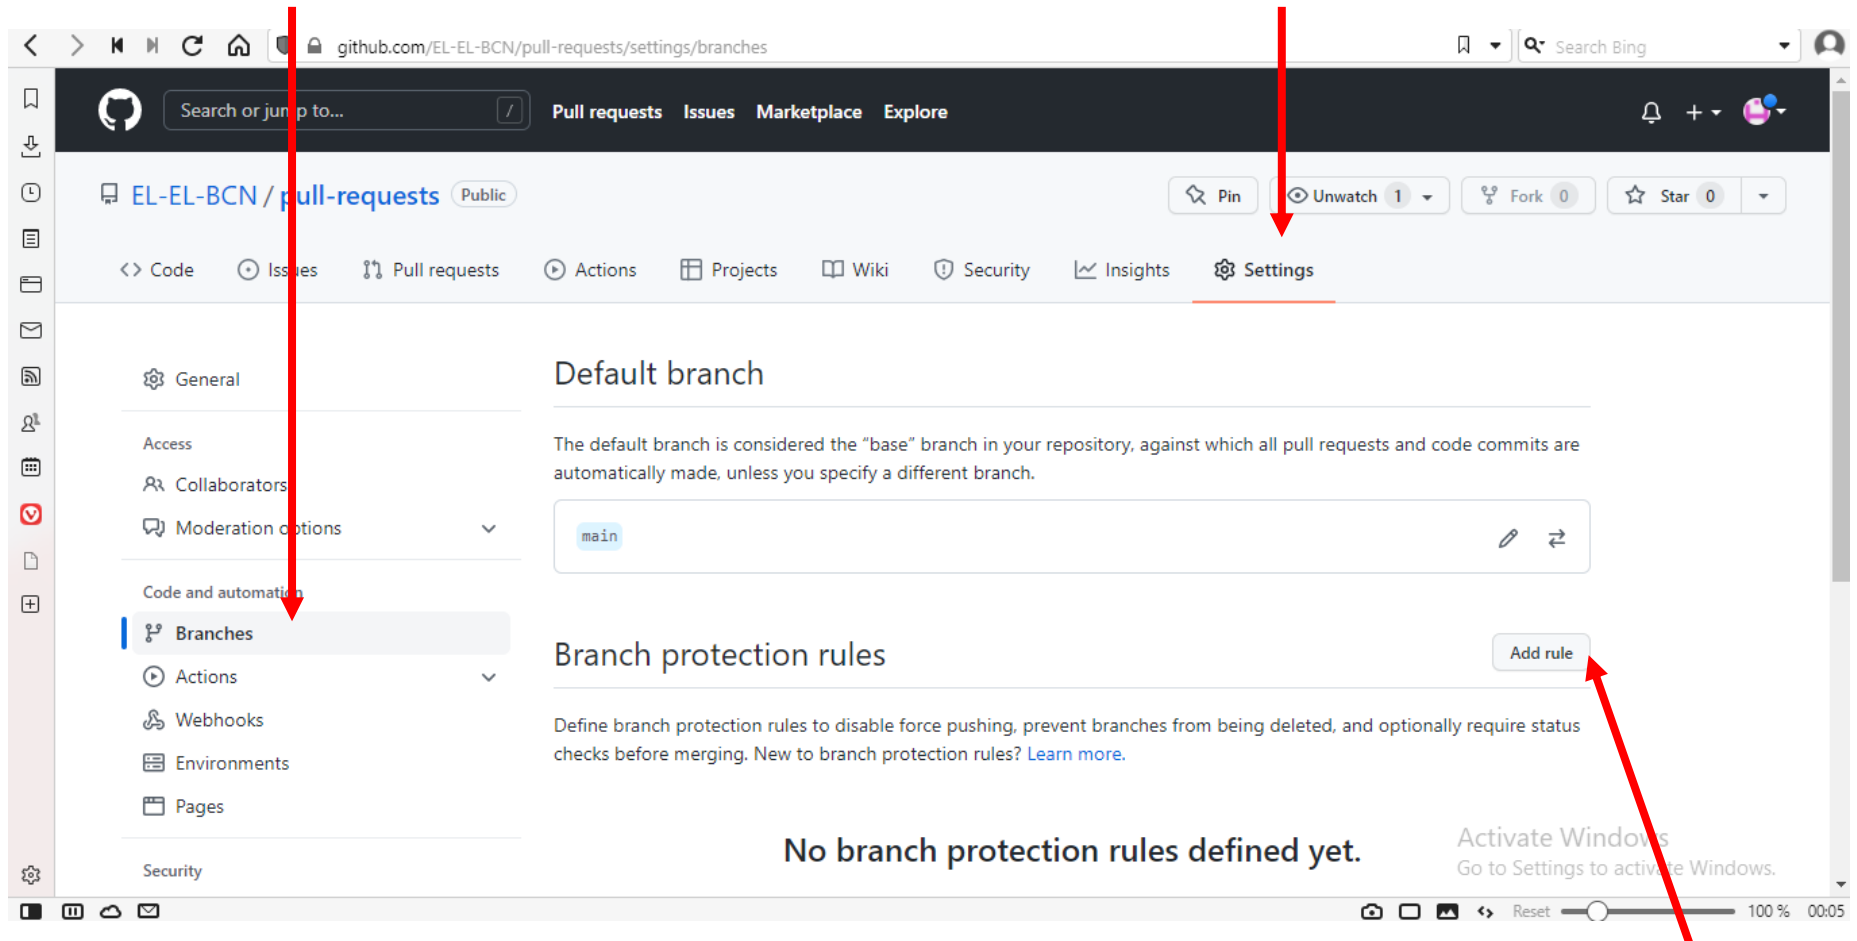 github.com/EL-EL-BCN/pull-requests/settings/branches
Search Bing
Search or jump to...
/
Pull requests Issues Marketplace Explore
EL-EL-BCN / pull-requests Public
Pin
Unwatch 1
Fork 0
Star 0
Code Issues Pull requests Actions Projects Wiki Security Insights Settings
General
Access
Collaborators
Moderation options
Code and automation
Branches
Actions
Webhooks
Environments
Pages
Security
Default branch
The default branch is considered the “base” branch in your repository, against which all pull requests and code commits are
automatically made, unless you specify a different branch.
main
Branch protection rules
Add rule
Define branch protection rules to disable force pushing, prevent branches from being deleted, and optionally require status
checks before merging. New to branch protection rules? Learn more.
No branch protection rules defined yet.
Activate Windows
Go to Settings to activate Windows.
Reset 100 % 00:05